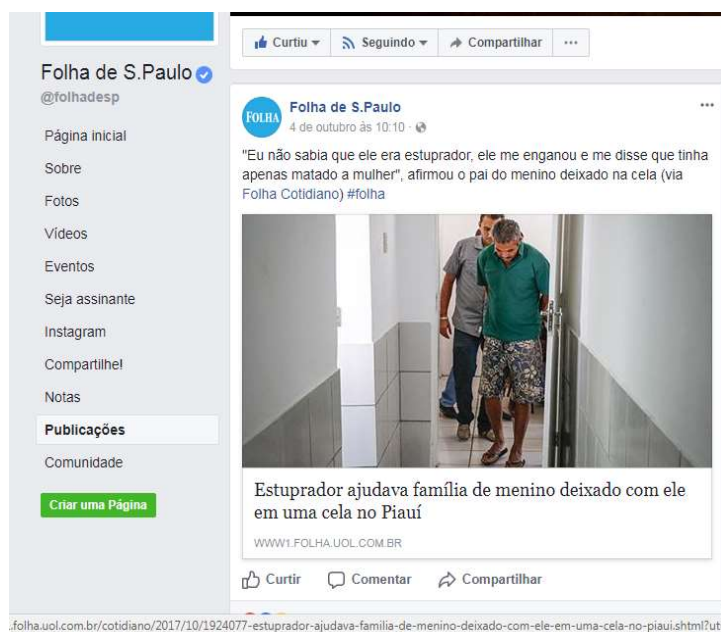 Curtiu
Seguindo
Compartilhar
Folha de S.Paulo
@folhadesp
Página inicial
Sobre
Fotos
Vídeos
Eventos
Seja assinante
Instagram
Compartilhe!
Notas
Publicações
Comunidade
Criar uma Página
FOLHA
Folha de S.Paulo
4 de outubro às 10:10 ·
"Eu não sabia que ele era estuprador, ele me enganou e me disse que tinha
apenas matado a mulher", afirmou o pai do menino deixado na cela (via
Folha Cotidiano) #folha
Estuprador ajudava família de menino deixado com ele
em uma cela no Piauí
WWW1.FOLHA.UOL.COM.BR
Curtir
Comentar
Compartilhar
.folha.uol.com.br/cotidiano/2017/10/1924077-estuprador-ajudava-familia-de-menino-deixado-com-ele-em-uma-cela-no-piaui.shtml?ut